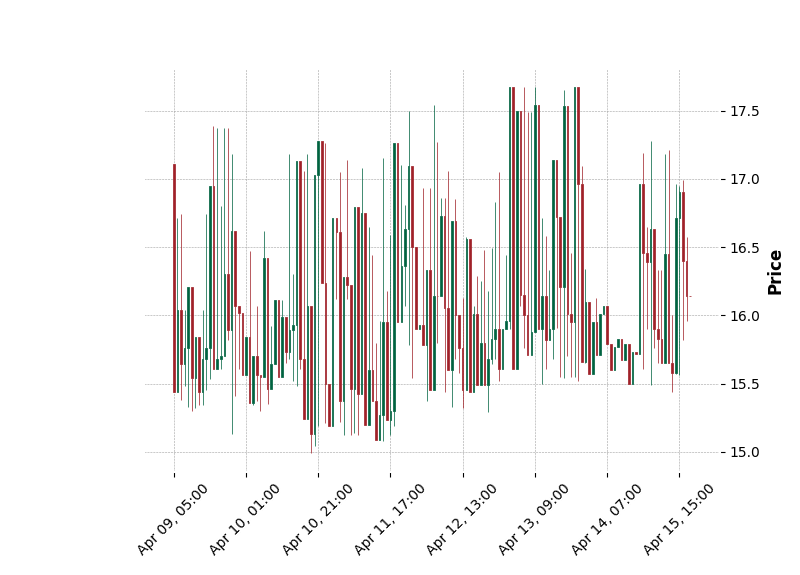 17.5
17.0
16.5
16.0
15.5
15.0
Price
Apr 09, 05:00
Apr 10, 01:00
Apr 10, 21:00
Apr 11, 17:00
Apr 12, 13:00
Apr 13, 09:00
Apr 14, 07:00
Apr 15, 15:00